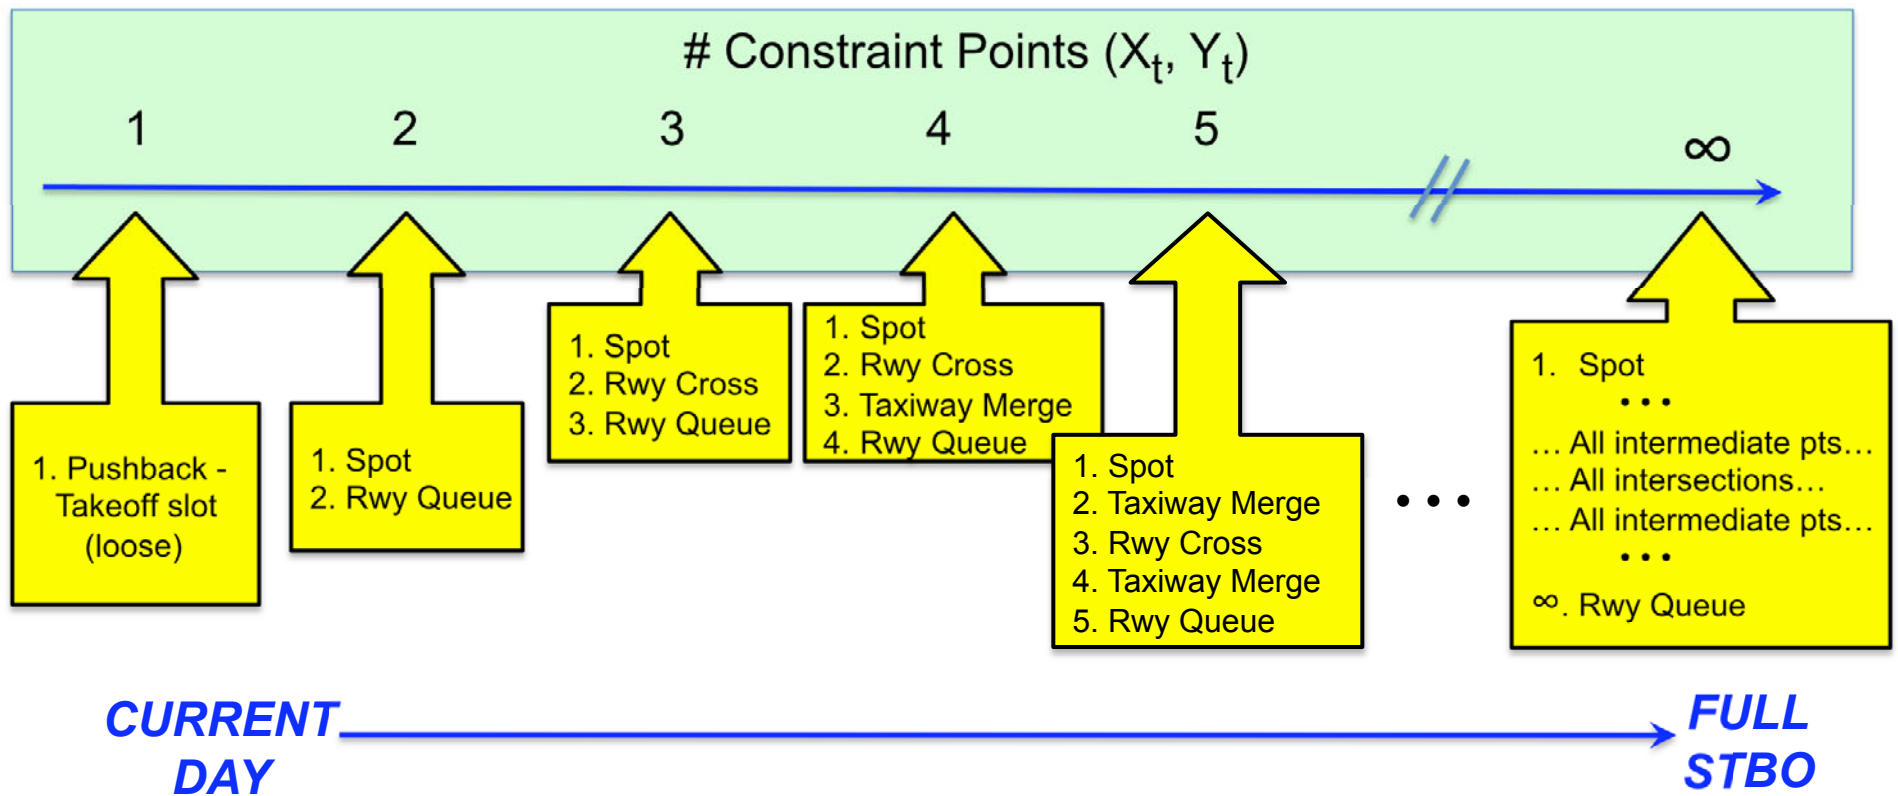 # Constraint Points (Xt, Yt)
1
2
3
4
5
∞
1. Pushback -
Takeoff slot
(loose)
1. Spot
2. Rwy Queue
1. Spot
2. Rwy Cross
3. Rwy Queue
1. Spot
2. Rwy Cross
3. Taxiway Merge
4. Rwy Queue
1. Spot
2. Taxiway Merge
3. Rwy Cross
4. Taxiway Merge
5. Rwy Queue
• • •
1. Spot
• • •
... All intermediate pts...
... All intersections...
... All intermediate pts...
• • •
∞. Rwy Queue
CURRENT
DAY
FULL
STBO